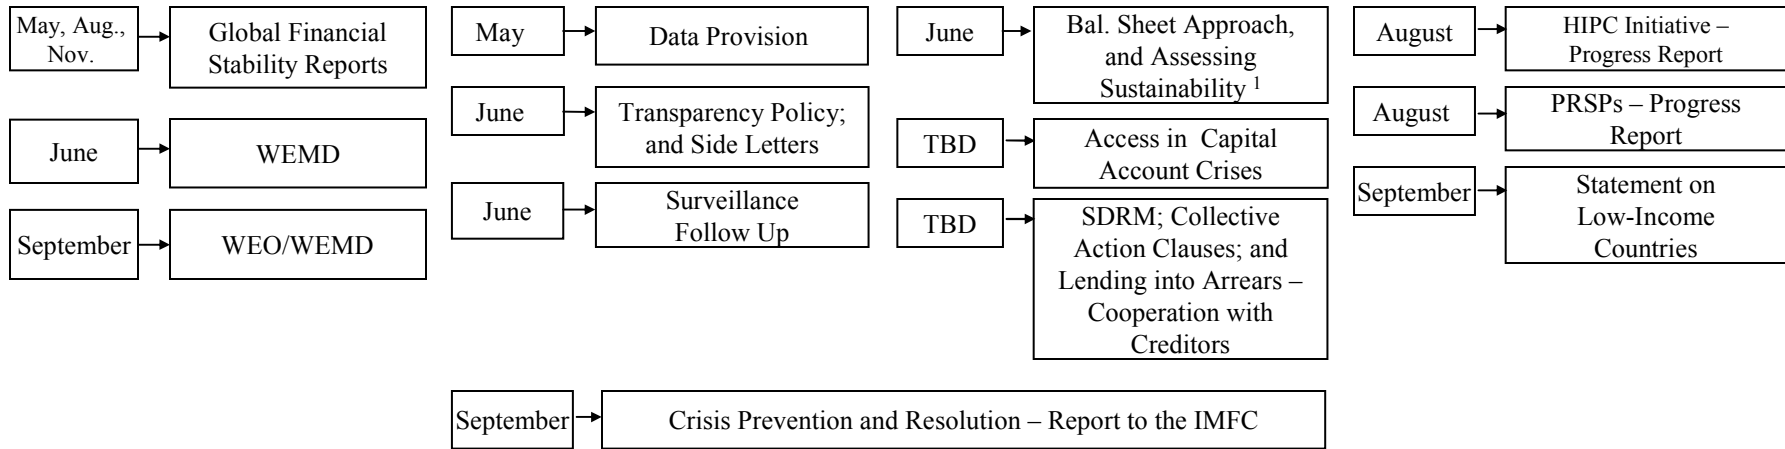 May, Aug.,
Nov.
Global Financial
Stability Reports
June
WEMD
September
WEO/WEMD
May
Data Provision
June
Transparency Policy;
and Side Letters
June
Surveillance
Follow Up
June
Bal. Sheet Approach,
and Assessing
Sustainability 1
TBD
Access in Capital
Account Crises
TBD
SDRM; Collective
Action Clauses; and
Lending into Arrears –
Cooperation with
Creditors
August
HIPC Initiative –
Progress Report
August
PRSPs – Progress
Report
September
Statement on
Low-Income
Countries
September
Crisis Prevention and Resolution – Report to the IMFC